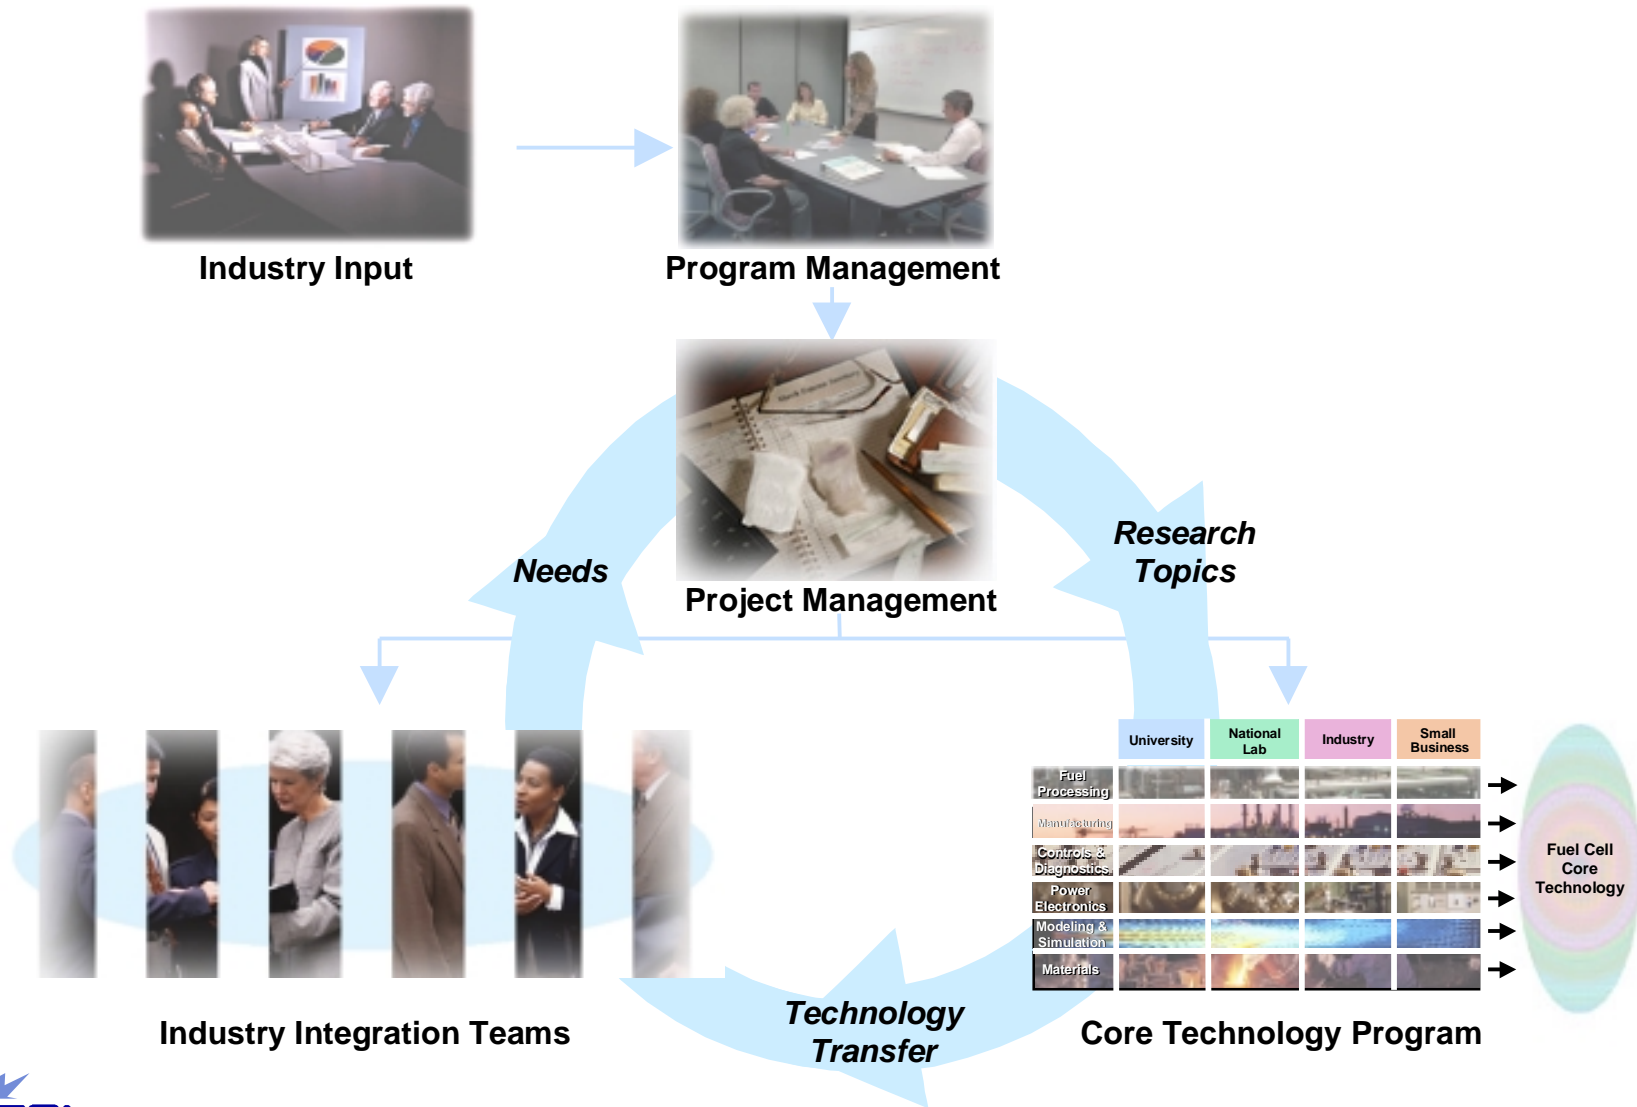 Industry Input
Program Management
Needs
Research
Topics
Project Management
University
National
Lab
Industry
Small
Business
Fuel
Processing
Manufacturing
Controls &
Diagnostics
Power
Electronics
Modeling &
Simulation
Materials
Fuel Cell
Core
Technology
Technology
Transfer
Industry Integration Teams
Core Technology Program